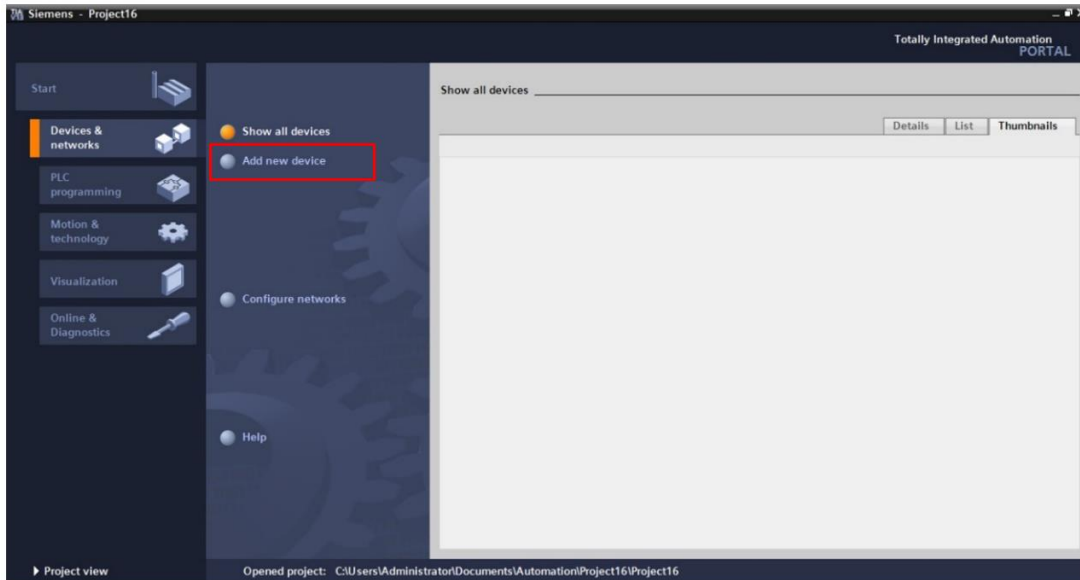 Siemens - Project16
Totally Integrated Automation
PORTAL
Start
Devices &
networks
PLC
programming
Motion &
technology
Visualization
Online &
Diagnostics
Show all devices
Add new device
Configure networks
Help
Show all devices
Details List Thumbnails
Project view
Opened project: C:\Users\Administrator\Documents\Automation\Project16\Project16